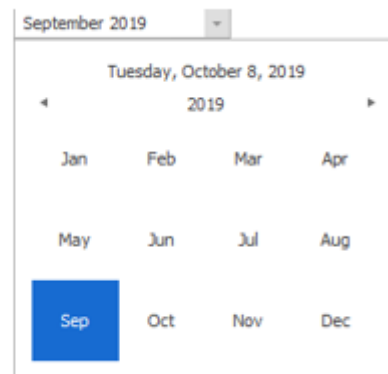 September 2019
Tuesday, October 8, 2019
2019
Jan Feb Mar Apr
May Jun Jul Aug
Sep Oct Nov Dec